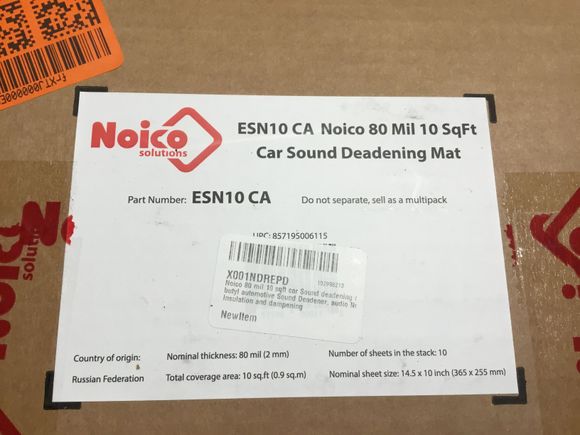 Noico
solutions
ESN10 CA Noico 80 Mil 10 SqFt
Car Sound Deadening Mat
Part Number: ESN10 CA
Do not separate, sell as a multipack
UPC: 857195006115
X001NDREPD
Noico 80 mil 10 sqft car Sound deadening
butyl automotive Sound Deadener, audio
Insulation and dampening
NewItem
Country of origin:
Russian Federation
Nominal thickness: 80 mil (2 mm)
Number of sheets in the stack: 10
Total coverage area: 10 sq.ft (0.9 sq.m)
Nominal sheet size: 14.5 x 10 inch (365 x 255 mm)
Noico
solutions